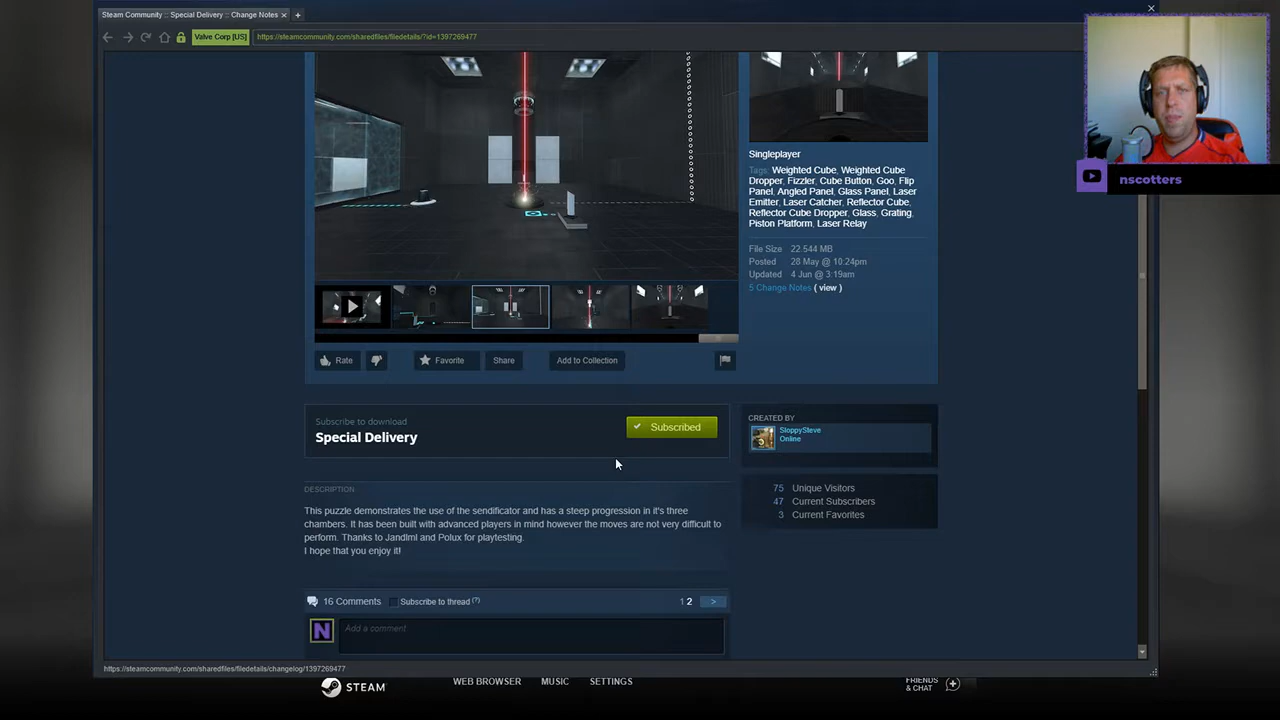 Steam Community :: Special Delivery :: Change Notes
Valve Corp [US]
https://steamcommunity.com/sharedfiles/filedetails/?id=1397269477
nscotters
Singleplayer
Tags: Weighted Cube, Weighted Cube
Dropper, Fizzler, Cube Button, Goo, Flip
Panel, Angled Panel, Glass Panel, Laser
Emitter, Laser Catcher, Reflector Cube,
Reflector Cube Dropper, Glass, Grating,
Piston Platform, Laser Relay
File Size 22.544 MB
Posted 28 May @ 10:24pm
Updated 4 Jun @ 3:19am
5 Change Notes ( view )
Rate
Favorite
Share
Add to Collection
Subscribe to download
Special Delivery
Subscribed
CREATED BY
SloppySteve
Online
75 Unique Visitors
47 Current Subscribers
3 Current Favorites
DESCRIPTION
This puzzle demonstrates the use of the sendificator and has a steep progression in it's three
chambers. It has been built with advanced players in mind however the moves are not very difficult to
perform. Thanks to Jandlml and Polux for playtesting.
I hope that you enjoy it!
16 Comments
Subscribe to thread (?)
1 2 >
N
Add a comment
https://steamcommunity.com/sharedfiles/filedetails/changelog/1397269477
STEAM
WEB BROWSER
MUSIC
SETTINGS
FRIENDS
& CHAT